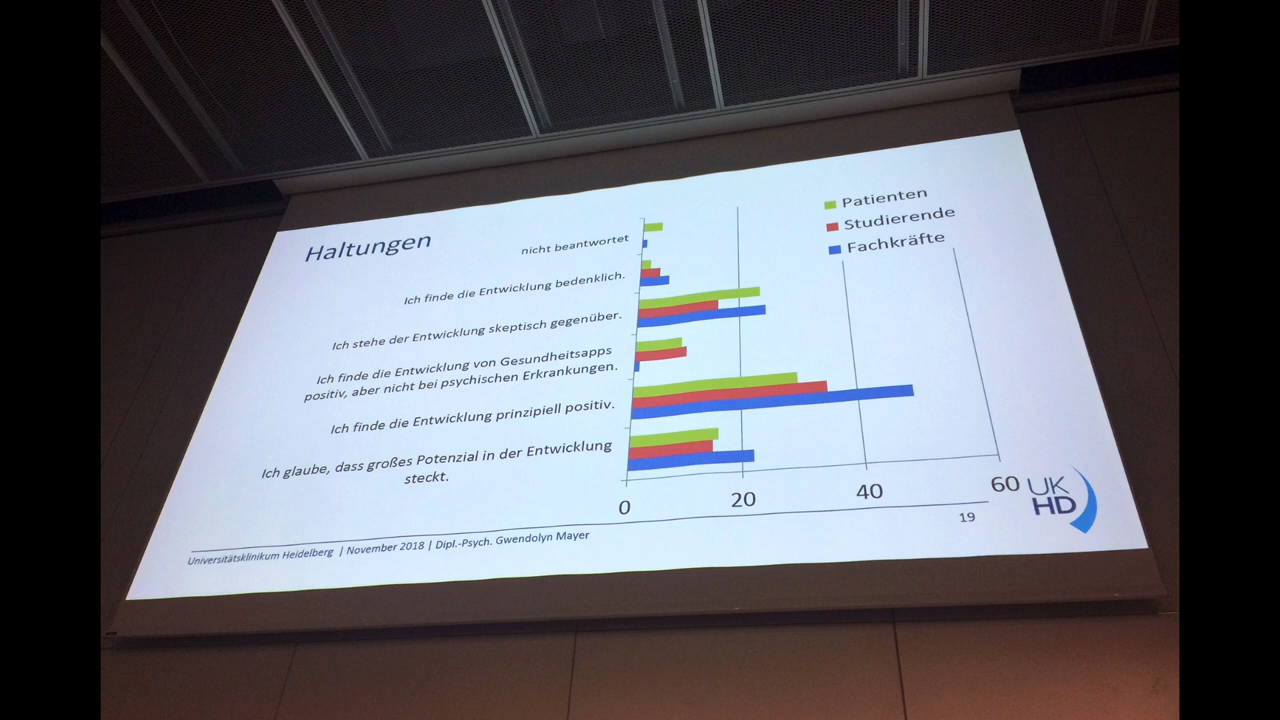 Haltungen
Patienten
Studierende
Fachkräfte
nicht beantwortet
Ich finde die Entwicklung bedenklich.
Ich stehe der Entwicklung skeptisch gegenüber.
Ich finde die Entwicklung von Gesundheitsapps
positiv, aber nicht bei psychischen Erkrankungen.
Ich finde die Entwicklung prinzipiell positiv.
Ich glaube, dass großes Potenzial in der Entwicklung
steckt.
0 20 40 60
UK
HD
19
Universitätsklinikum Heidelberg | November 2018 | Dipl.-Psych. Gwendolyn Mayer